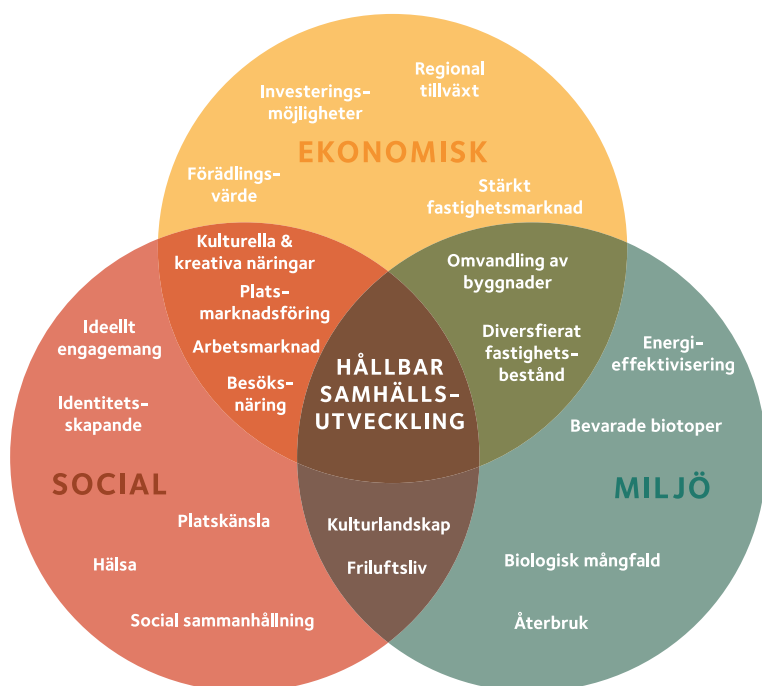 Regional
tillväxt
Investerings-
möjligheter
EKONOMISK
Förädlings-
värde
Stärkt
fastighetsmarknad
Kulturella &
kreativa näringar
Plats-
marknadsföring
Arbetsmarknad
Besöks-
näring
Omvandling av
byggnader
Diversfierat
fastighets-
bestånd
HÅLLBAR
SAMHÄLLS-
UTVECKLING
Ideellt
engagemang
Identitets-
skapande
SOCIAL
Platskänsla
Hälsa
Social sammanhållning
Kulturlandskap
Friluftsliv
Energi-
effektivisering
Bevarade biotoper
MILJÖ
Biologisk mångfald
Återbruk